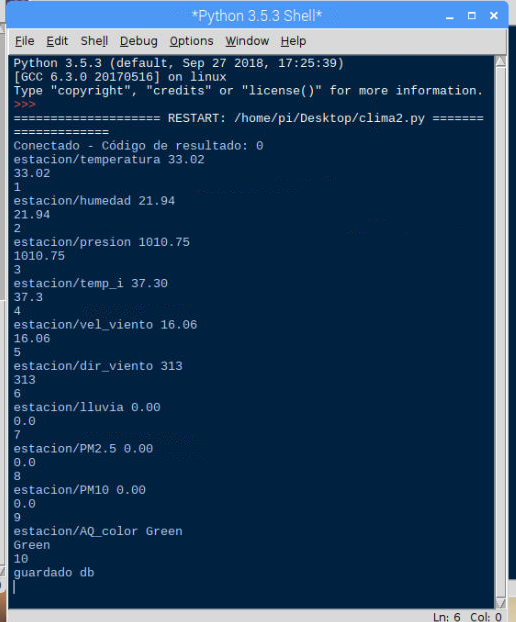 *Python 3.5.3 Shell*
File Edit Shell Debug Options Window Help
Python 3.5.3 (default, Sep 27 2018, 17:25:39)
[GCC 6.3.0 20170516] on linux
Type "copyright", "credits" or "license()" for more information.
>>>
==================== RESTART: /home/pi/Desktop/clima2.py =======
=============
Conectado - Código de resultado: 0
estacion/temperatura 33.02
33.02
1
estacion/humedad 21.94
21.94
2
estacion/presion 1010.75
1010.75
3
estacion/temp_i 37.30
37.3
4
estacion/vel_viento 16.06
16.06
5
estacion/dir_viento 313
313
6
estacion/lluvia 0.00
0.0
7
estacion/PM2.5 0.00
0.0
8
estacion/PM10 0.00
0.0
9
estacion/AQ_color Green
Green
10
guardado db
Ln: 6 Col: 0